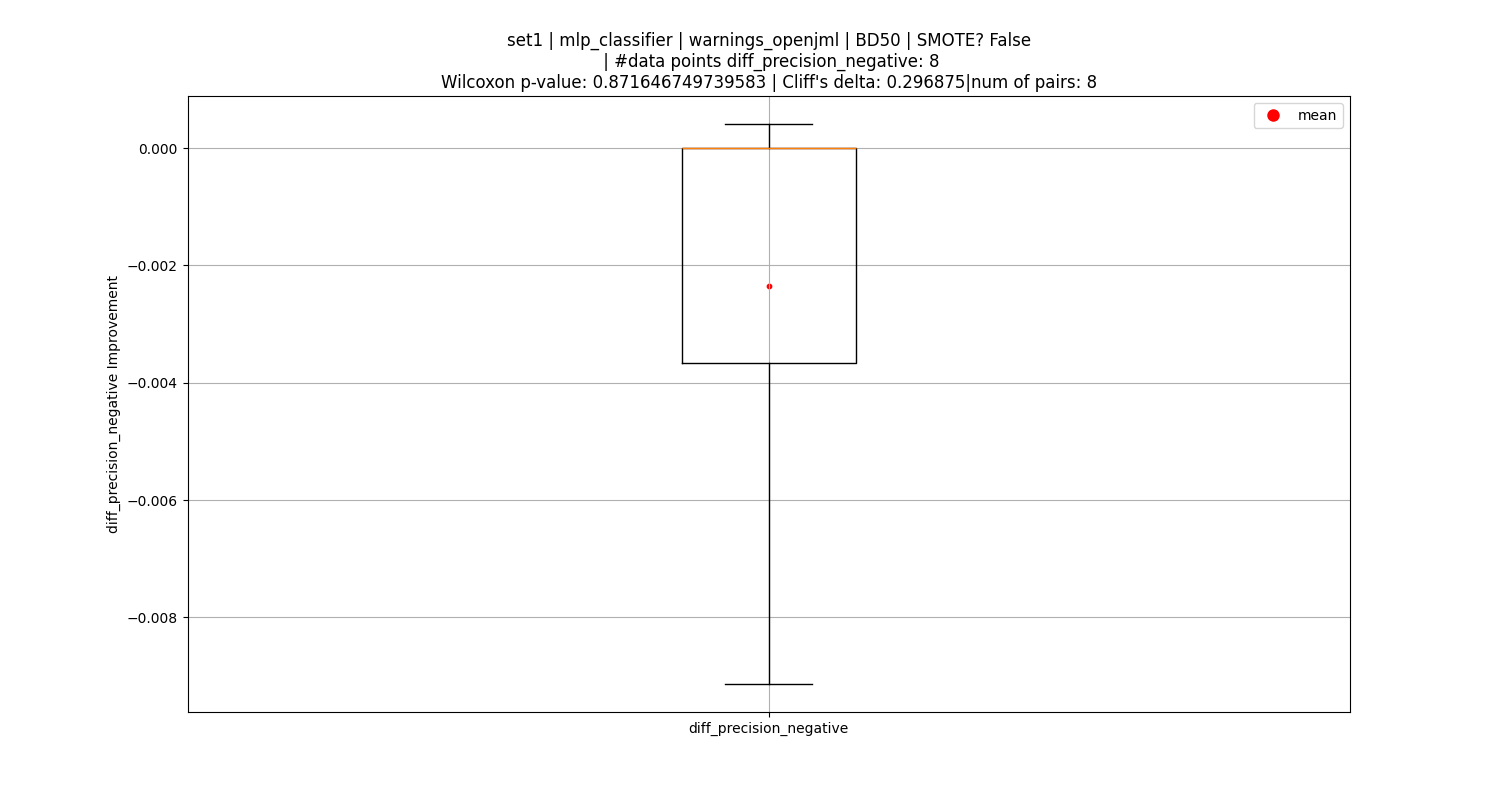 set1 | mlp_classifier | warnings_openjml | BD50 | SMOTE? False
| #data points diff_precision_negative: 8
Wilcoxon p-value: 0.871646749739583 | Cliff's delta: 0.296875|num of pairs: 8
mean
0.000
−0.002
−0.004
−0.006
−0.008
diff_precision_negative Improvement
diff_precision_negative